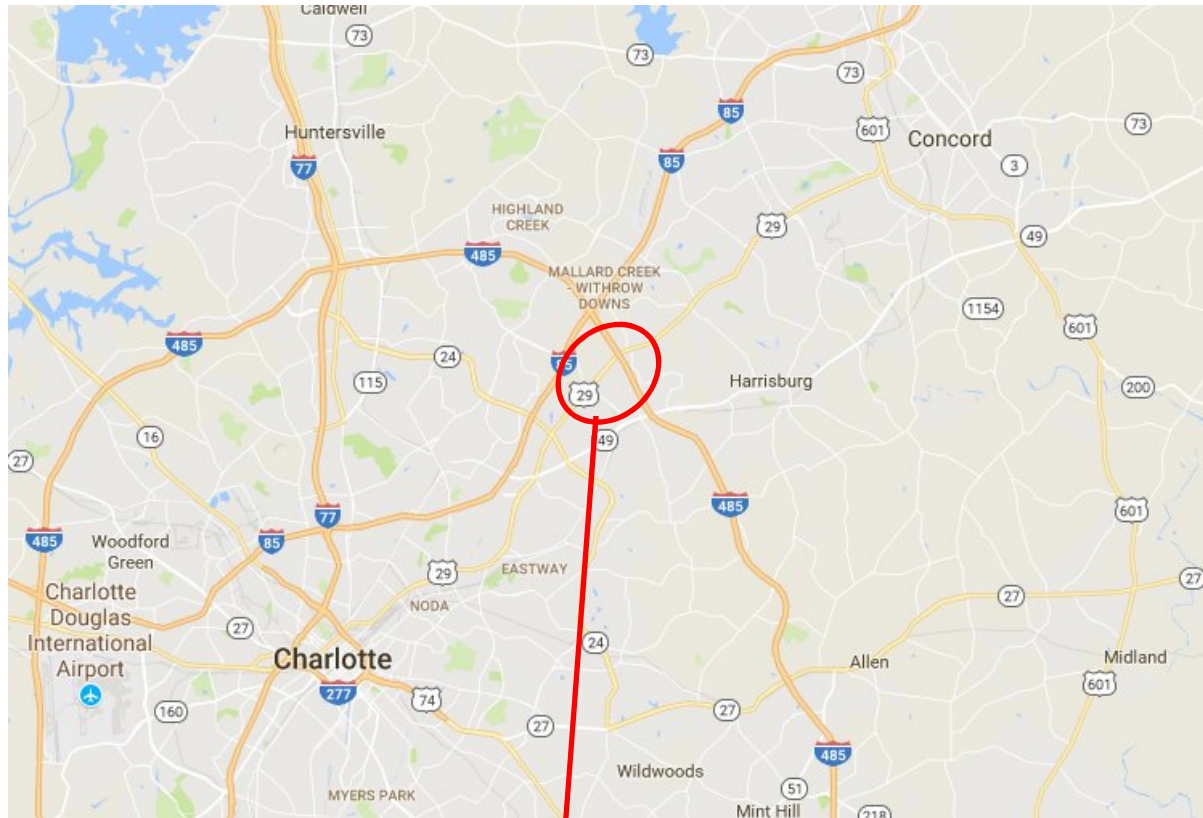 Caldwell
73
73
73
85
77
Huntersville
601
Concord
73
85
3
HIGHLAND
CREEK
29
49
485
MALLARD CREEK
- WITHROW
DOWNS
1154
601
485
24
85
115
29
Harrisburg
200
16
49
27
485
77
601
485
85
Woodford
Green
29
EASTWAY
27
27
Charlotte
Douglas
International
Airport
NODA
27
24
Charlotte
Allen
Midland
277
74
601
160
27
27
485
Wildwoods
51
MYERS PARK
Mint Hill
218